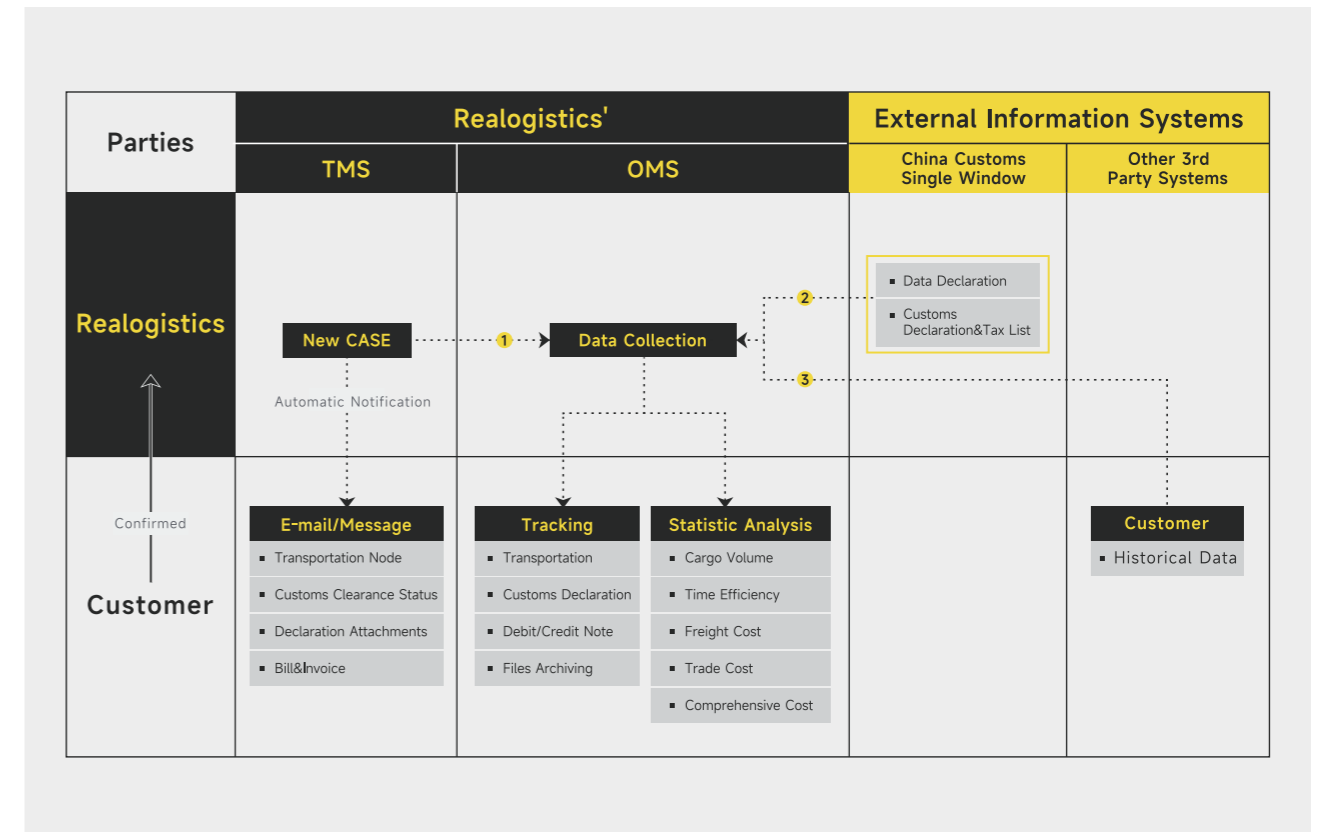 Parties
Realogistics'
External Information Systems
TMS
OMS
China Customs
Single Window
Other 3rd
Party Systems
Realogistics
Data Declaration
Customs
Declaration&Tax List
2
New CASE
1
Data Collection
3
Automatic Notification
Confirmed
Customer
E-mail/Message
Transportation Node
Customs Clearance Status
Declaration Attachments
Bill&Invoice
Tracking
Transportation
Customs Declaration
Debit/Credit Note
Files Archiving
Statistic Analysis
Cargo Volume
Time Efficiency
Freight Cost
Trade Cost
Comprehensive Cost
Customer
Historical Data